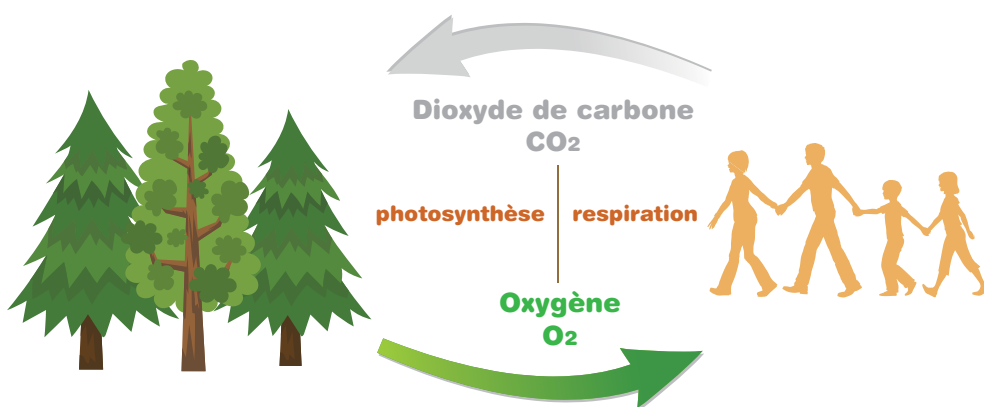 Dioxyde de carbone
CO2
photosynthèse
respiration
Oxygène
O2